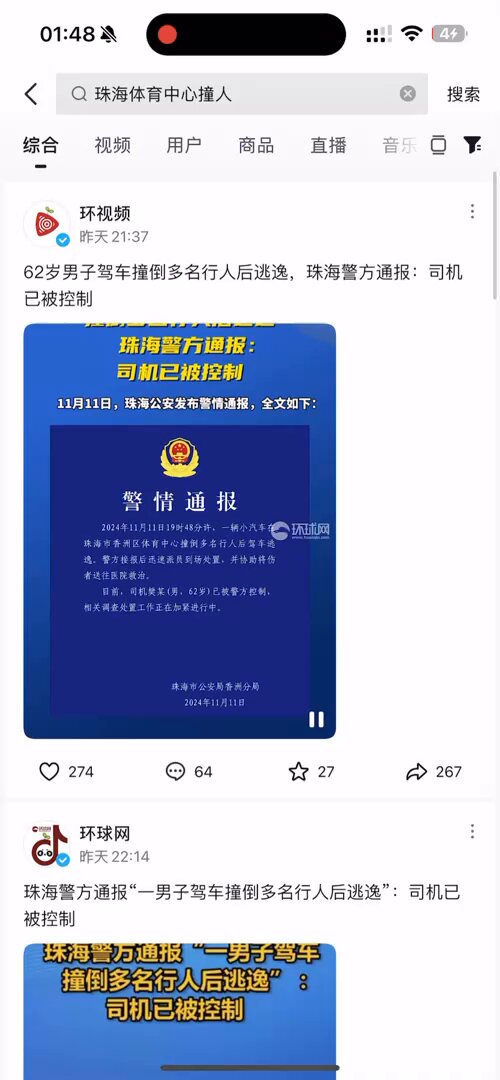 01:48
4
珠海体育中心撞人
搜索
综合 视频 用户 商品 直播 音乐
环视频
昨天 21:37
62岁男子驾车撞倒多名行人后逃逸，珠海警方通报：司机
已被控制
撞倒多名行人后逃逸
珠海警方通报：
司机已被控制
11月11日，珠海公安发布警情通报，全文如下：
警情通报
2024年11月11日19时48分许，一辆小汽车在
珠海市香洲区体育中心撞倒多名行人后驾车逃
逸。警方接报后迅速派员到场处置，并协助将伤
者送往医院救治。
目前，司机樊某(男，62岁)已被警方控制，
相关调查处置工作正在加紧进行中。
环球网
www.huanqiu.com
珠海市公安局香洲分局
2024年11月11日
274 64 27 267
环球网
昨天 22:14
珠海警方通报“一男子驾车撞倒多名行人后逃逸”：司机已
被控制
珠海警方通报“一男子驾车
撞倒多名行人后逃逸”：
司机已被控制